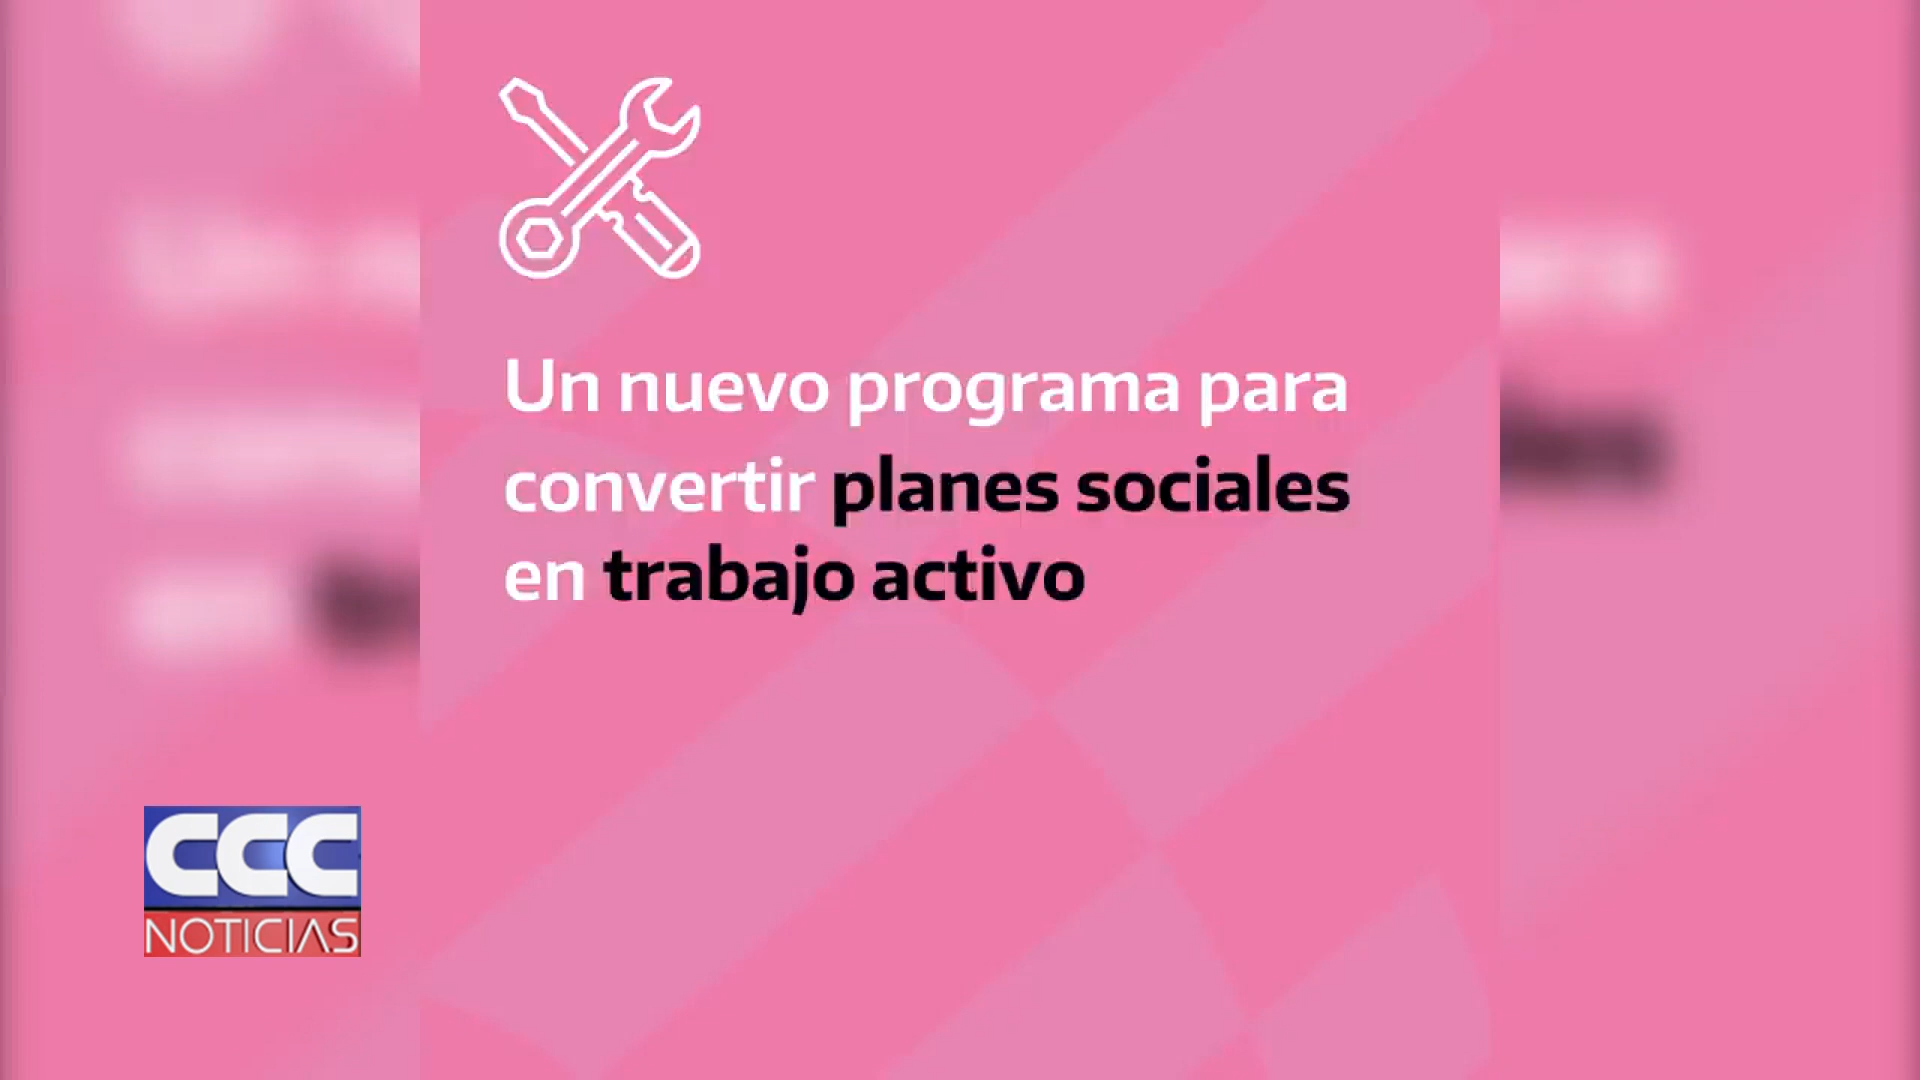 Un nuevo programa para
convertir planes sociales
en trabajo activo
CCC
NOTICIAS